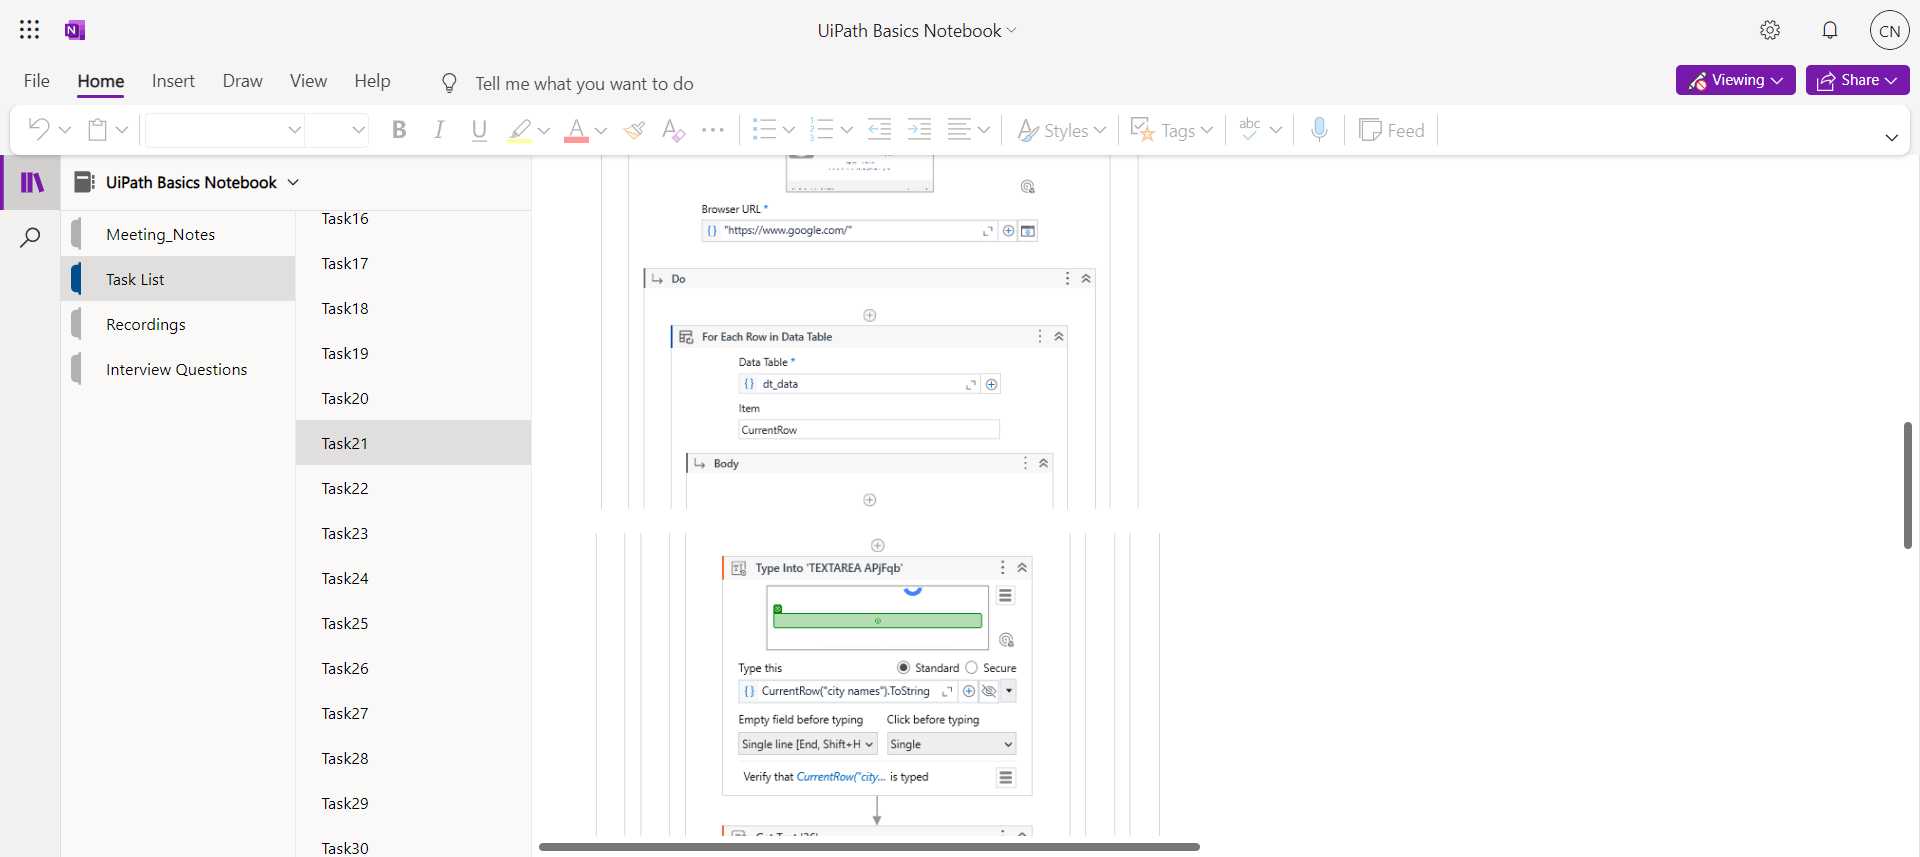 UiPath Basics Notebook
CN
File Home Insert Draw View Help Tell me what you want to do
Viewing Share
Styles Tags abc Feed
UiPath Basics Notebook
Meeting_Notes
Task List
Recordings
Interview Questions
Task16
Task17
Task18
Task19
Task20
Task21
Task22
Task23
Task24
Task25
Task26
Task27
Task28
Task29
Task30
Browser URL *
"https://www.google.com/"
Do
For Each Row in Data Table
Data Table *
dt_data
Item
CurrentRow
Body
Type Into 'TEXTAREA APjFqb'
Type this Standard Secure
CurrentRow("city names").ToString
Empty field before typing Click before typing
Single line [End, Shift+H Single
Verify that CurrentRow("city... is typed